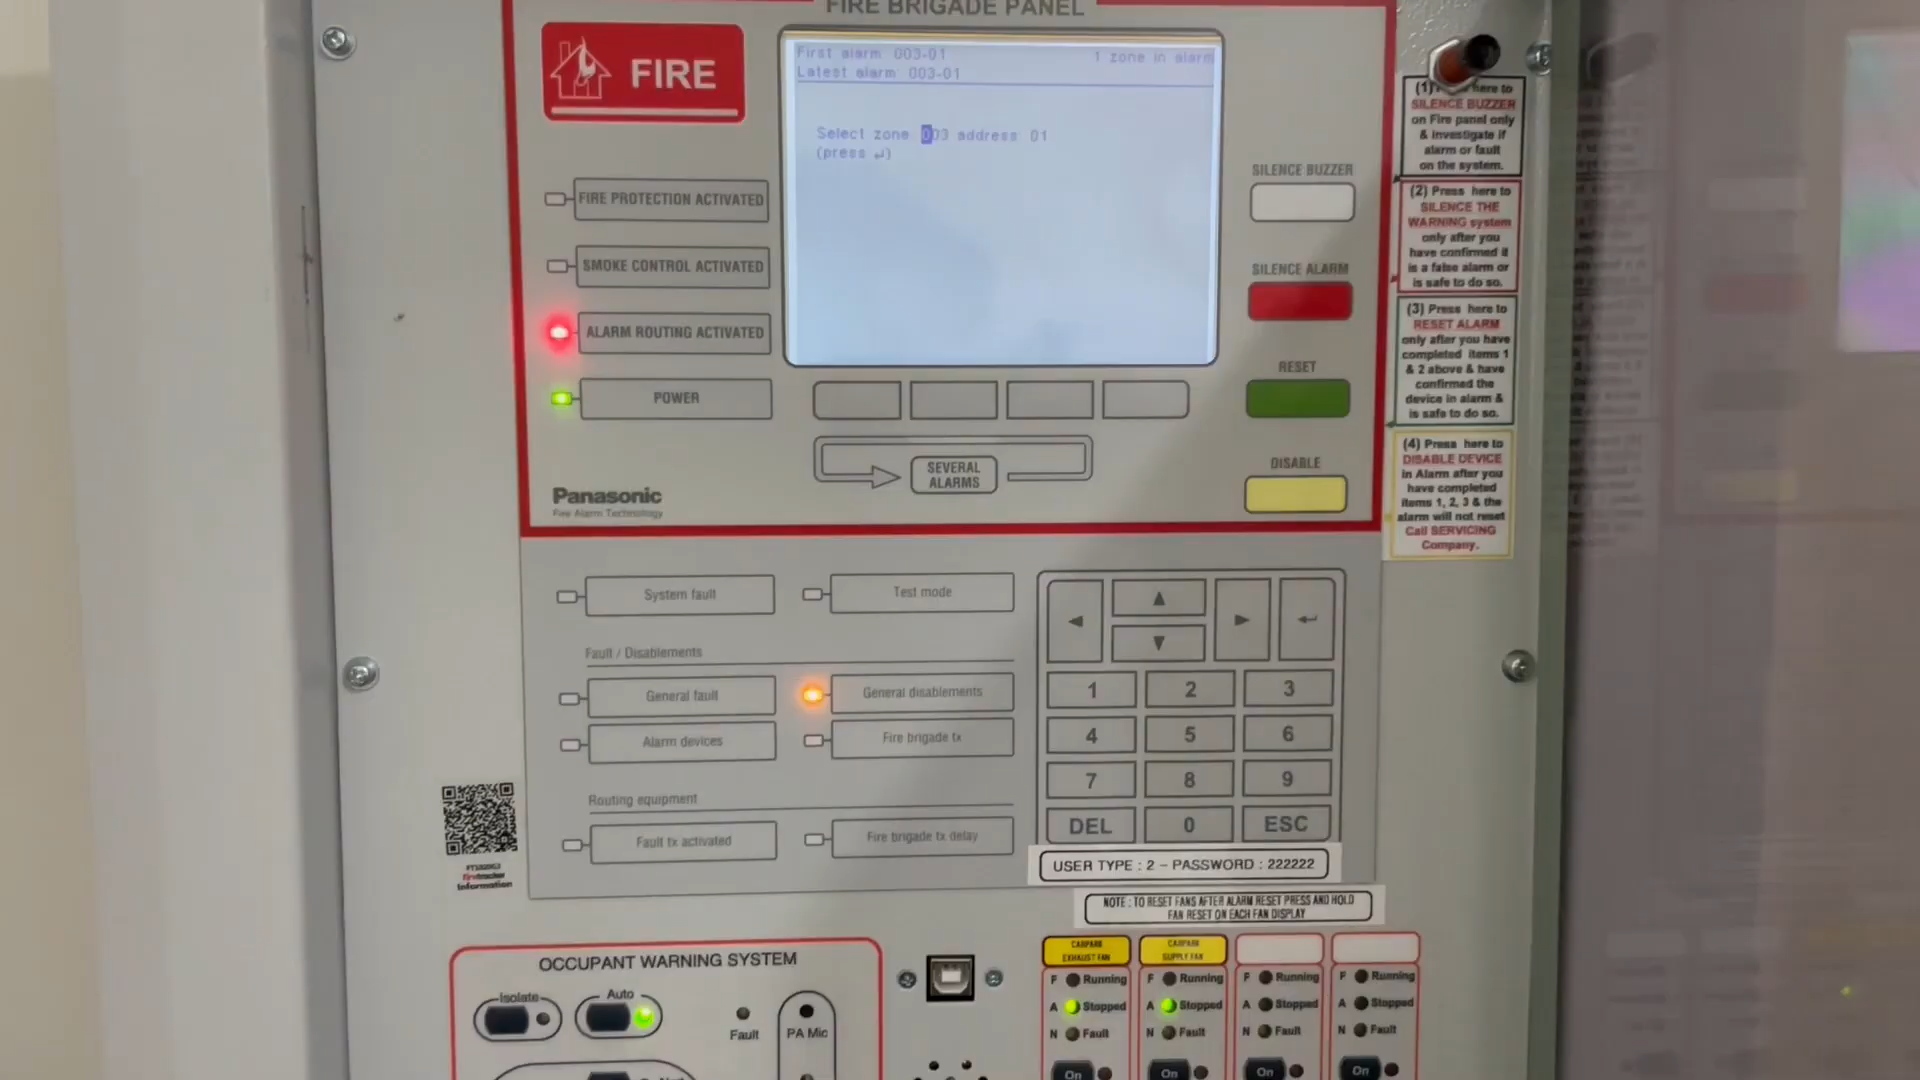 FIRE BRIGADE PANEL
FIRE
First alarm 003-01
1 zone in alarm
Latest alarm 003-01
Select zone 003 address 01
(press ↵)
FIRE PROTECTION ACTIVATED
SMOKE CONTROL ACTIVATED
ALARM ROUTING ACTIVATED
POWER
SEVERAL
ALARMS
Panasonic
Fire Alarm Technology
SILENCE BUZZER
SILENCE ALARM
RESET
DISABLE
(1) here to
SILENCE BUZZER
on Fire panel only
& investigate if
alarm or fault
on the system.
(2) Press here to
SILENCE THE
WARNING system
only after you
have confirmed it
is a false alarm or
is safe to do so.
(3) Press here to
RESET ALARM
only after you have
completed items 1
& 2 above & have
confirmed the
device in alarm &
is safe to do so.
(4) Press here to
DISABLE DEVICE
in Alarm after you
have completed
items 1, 2, 3 & the
alarm will not reset
Call SERVICING
Company.
System fault
Test mode
Fault / Disablements
General fault
General disablements
Alarm devices
Fire brigade tx
Routing equipment
Fault tx activated
Fire brigade tx delay
◄ ▲ ► ↵
▼
1 2 3
4 5 6
7 8 9
DEL 0 ESC
USER TYPE : 2 – PASSWORD : 222222
NOTE : TO RESET FANS AFTER ALARM RESET PRESS AND HOLD
FAN RESET ON EACH FAN DISPLAY
firetracker
Information
OCCUPANT WARNING SYSTEM
Isolate
Auto
Fault
PA Mic
CARPARK
EXHAUST FAN
F Running
A Stopped
N Fault
On
CARPARK
SUPPLY FAN
F Running
A Stopped
N Fault
On
F Running
A Stopped
N Fault
On
F Running
A Stopped
N Fault
On